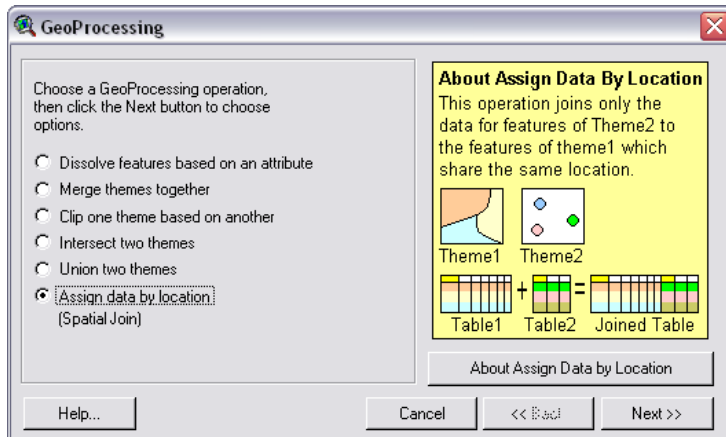 GeoProcessing
Choose a GeoProcessing operation,
then click the Next button to choose
options.
Dissolve features based on an attribute
Merge themes together
Clip one theme based on another
Intersect two themes
Union two themes
Assign data by location
(Spatial Join)
About Assign Data By Location
This operation joins only the
data for features of Theme2 to
the features of theme1 which
share the same location.
Theme1 Theme2
+ =
Table1 Table2 Joined Table
About Assign Data by Location
Help... Cancel << Back Next >>